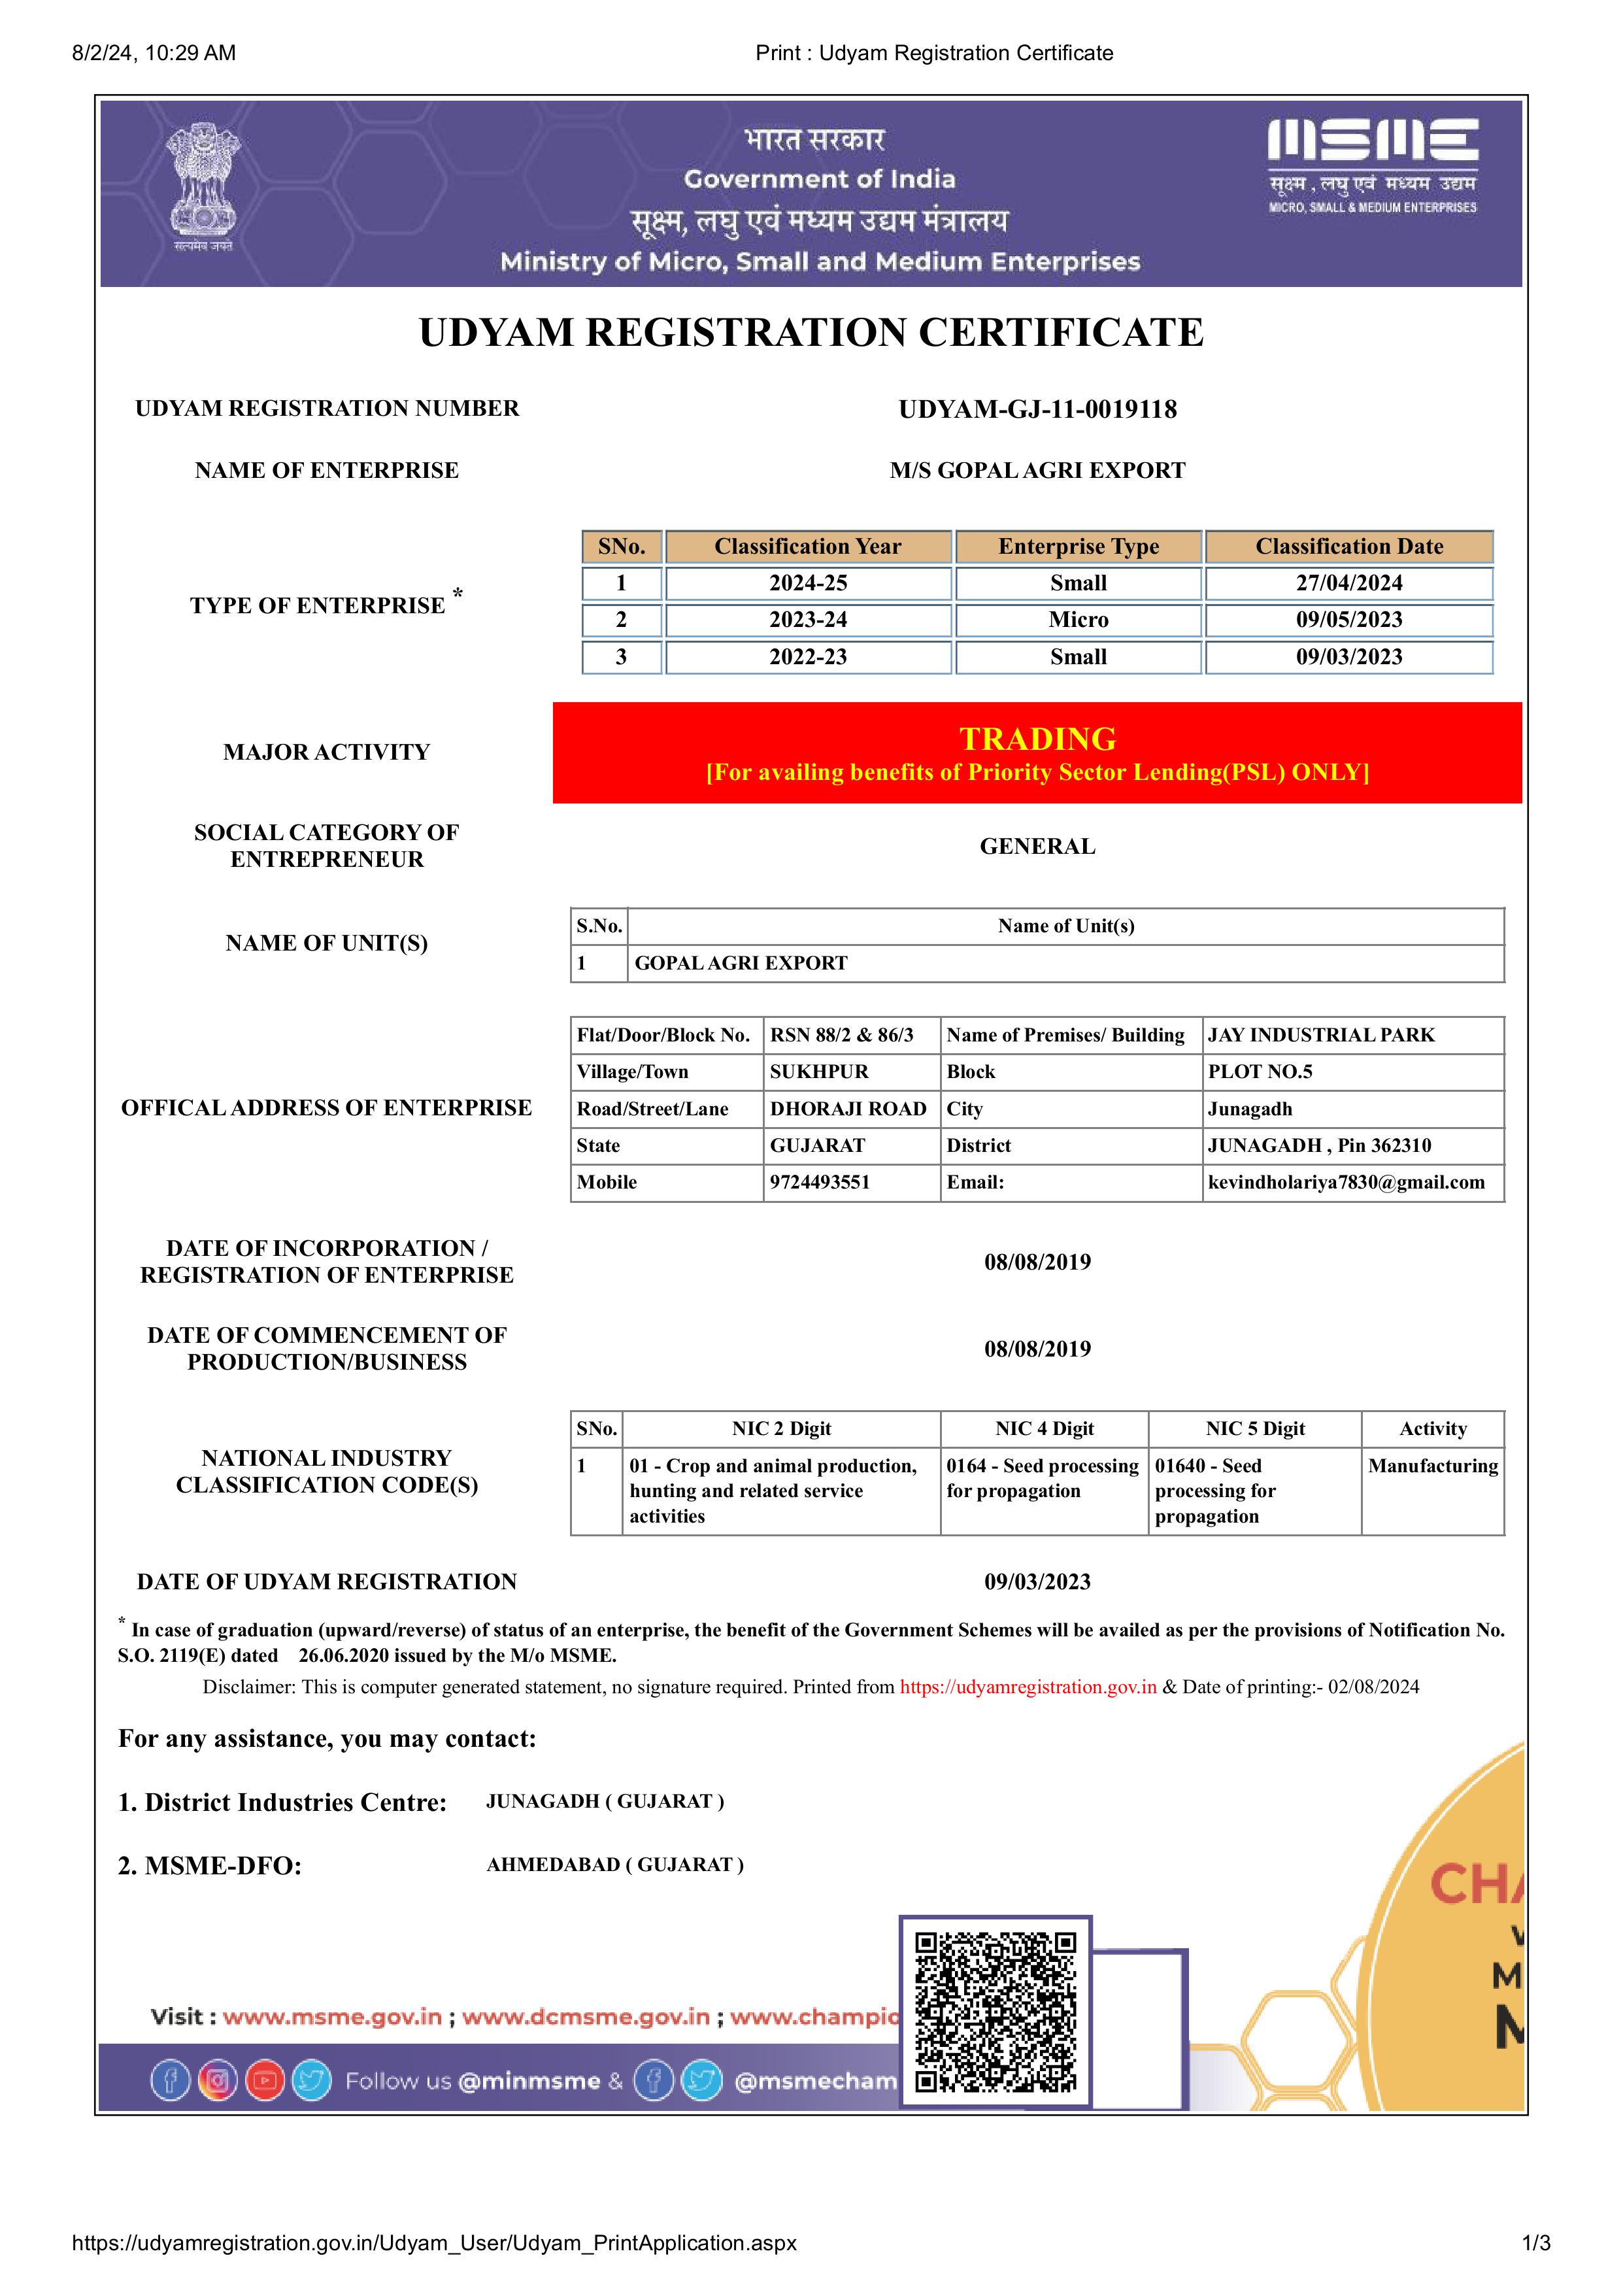 8/2/24, 10:29 AM Print : Udyam Registration Certificate
भारत सरकार
Government of India
सूक्ष्म, लघु एवं मध्यम उद्यम मंत्रालय
Ministry of Micro, Small and Medium Enterprises
सत्यमेव जयते
MSME
सूक्ष्म , लघु एवं मध्यम उद्यम
MICRO, SMALL & MEDIUM ENTERPRISES
UDYAM REGISTRATION CERTIFICATE
UDYAM REGISTRATION NUMBER UDYAM-GJ-11-0019118
NAME OF ENTERPRISE M/S GOPAL AGRI EXPORT
TYPE OF ENTERPRISE *
SNo. Classification Year Enterprise Type Classification Date
1 2024-25 Small 27/04/2024
2 2023-24 Micro 09/05/2023
3 2022-23 Small 09/03/2023
MAJOR ACTIVITY
TRADING
[For availing benefits of Priority Sector Lending(PSL) ONLY]
SOCIAL CATEGORY OF
ENTREPRENEUR
GENERAL
NAME OF UNIT(S)
S.No. Name of Unit(s)
1 GOPAL AGRI EXPORT
OFFICAL ADDRESS OF ENTERPRISE
Flat/Door/Block No. RSN 88/2 & 86/3 Name of Premises/ Building JAY INDUSTRIAL PARK
Village/Town SUKHPUR Block PLOT NO.5
Road/Street/Lane DHORAJI ROAD City Junagadh
State GUJARAT District JUNAGADH , Pin 362310
Mobile 9724493551 Email: kevindholariya7830@gmail.com
DATE OF INCORPORATION /
REGISTRATION OF ENTERPRISE
08/08/2019
DATE OF COMMENCEMENT OF
PRODUCTION/BUSINESS
08/08/2019
NATIONAL INDUSTRY
CLASSIFICATION CODE(S)
SNo. NIC 2 Digit NIC 4 Digit NIC 5 Digit Activity
1 01 - Crop and animal production, 0164 - Seed processing 01640 - Seed Manufacturing
hunting and related service for propagation processing for
activities propagation
DATE OF UDYAM REGISTRATION 09/03/2023
* In case of graduation (upward/reverse) of status of an enterprise, the benefit of the Government Schemes will be availed as per the provisions of Notification No.
S.O. 2119(E) dated 26.06.2020 issued by the M/o MSME.
Disclaimer: This is computer generated statement, no signature required. Printed from https://udyamregistration.gov.in & Date of printing:- 02/08/2024
For any assistance, you may contact:
1. District Industries Centre: JUNAGADH ( GUJARAT )
2. MSME-DFO: AHMEDABAD ( GUJARAT )
CHA
M
M
Visit : www.msme.gov.in ; www.dcmsme.gov.in ; www.champio
Follow us @minmsme & @msmecham
https://udyamregistration.gov.in/Udyam_User/Udyam_PrintApplication.aspx 1/3